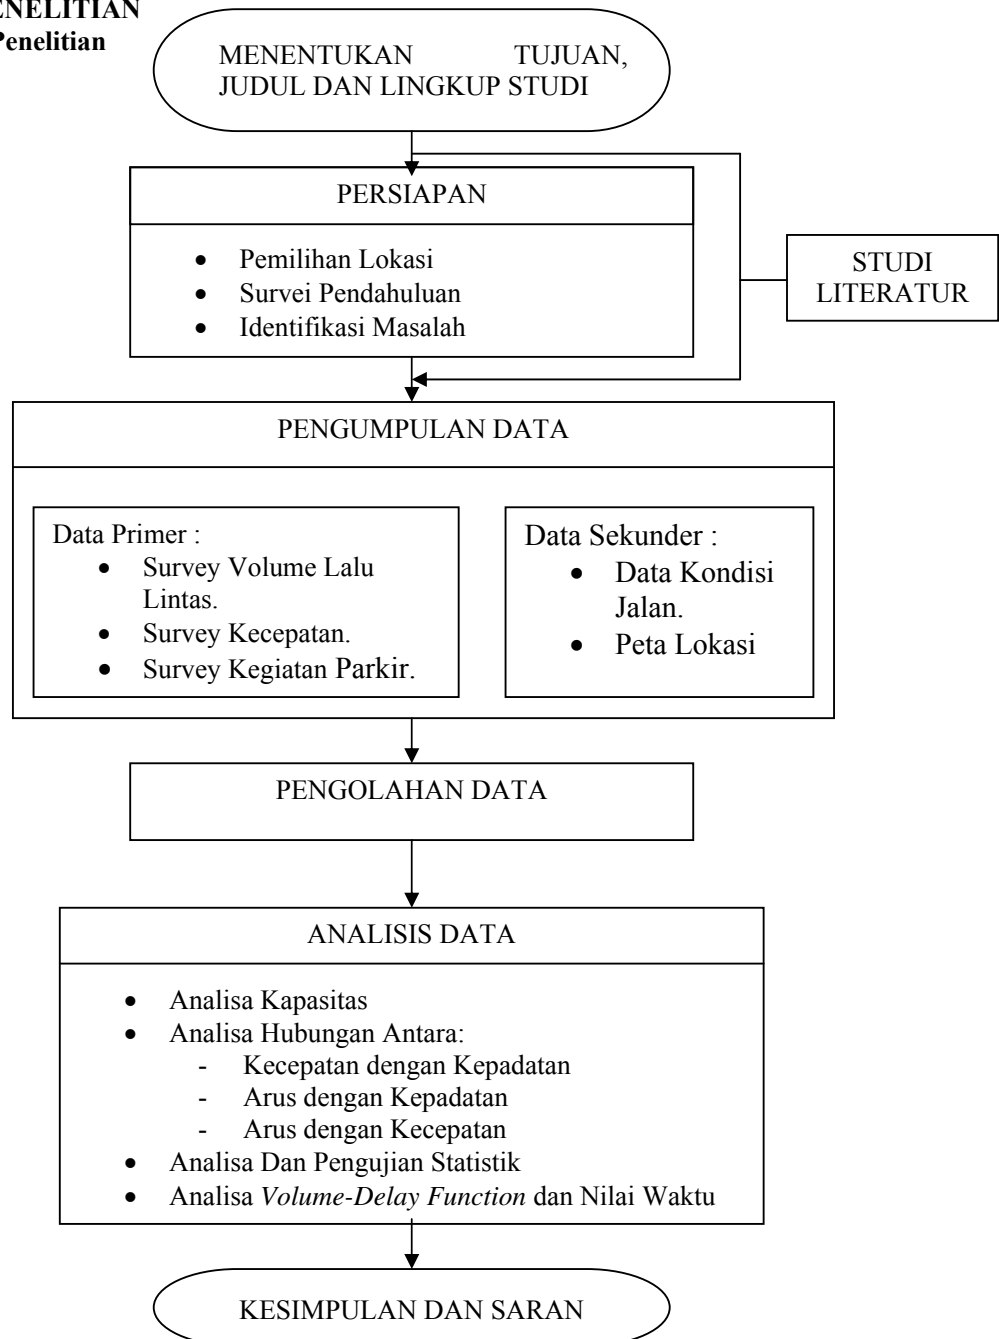 ENELITIAN
Penelitian
MENENTUKAN TUJUAN,
JUDUL DAN LINGKUP STUDI
PERSIAPAN
• Pemilihan Lokasi
• Survei Pendahuluan
• Identifikasi Masalah
STUDI
LITERATUR
PENGUMPULAN DATA
Data Primer :
• Survey Volume Lalu
Lintas.
• Survey Kecepatan.
• Survey Kegiatan Parkir.
Data Sekunder :
• Data Kondisi
Jalan.
• Peta Lokasi
PENGOLAHAN DATA
ANALISIS DATA
• Analisa Kapasitas
• Analisa Hubungan Antara:
- Kecepatan dengan Kepadatan
- Arus dengan Kepadatan
- Arus dengan Kecepatan
• Analisa Dan Pengujian Statistik
• Analisa Volume-Delay Function dan Nilai Waktu
KESIMPULAN DAN SARAN